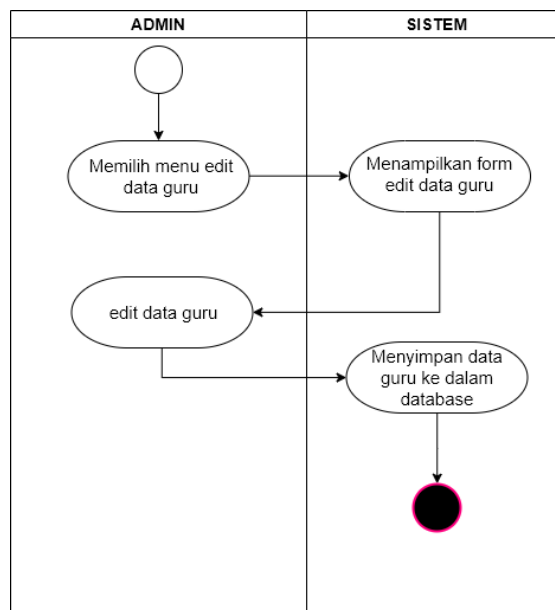 ADMIN
SISTEM
Memilih menu edit
data guru
Menampilkan form
edit data guru
edit data guru
Menyimpan data
guru ke dalam
database